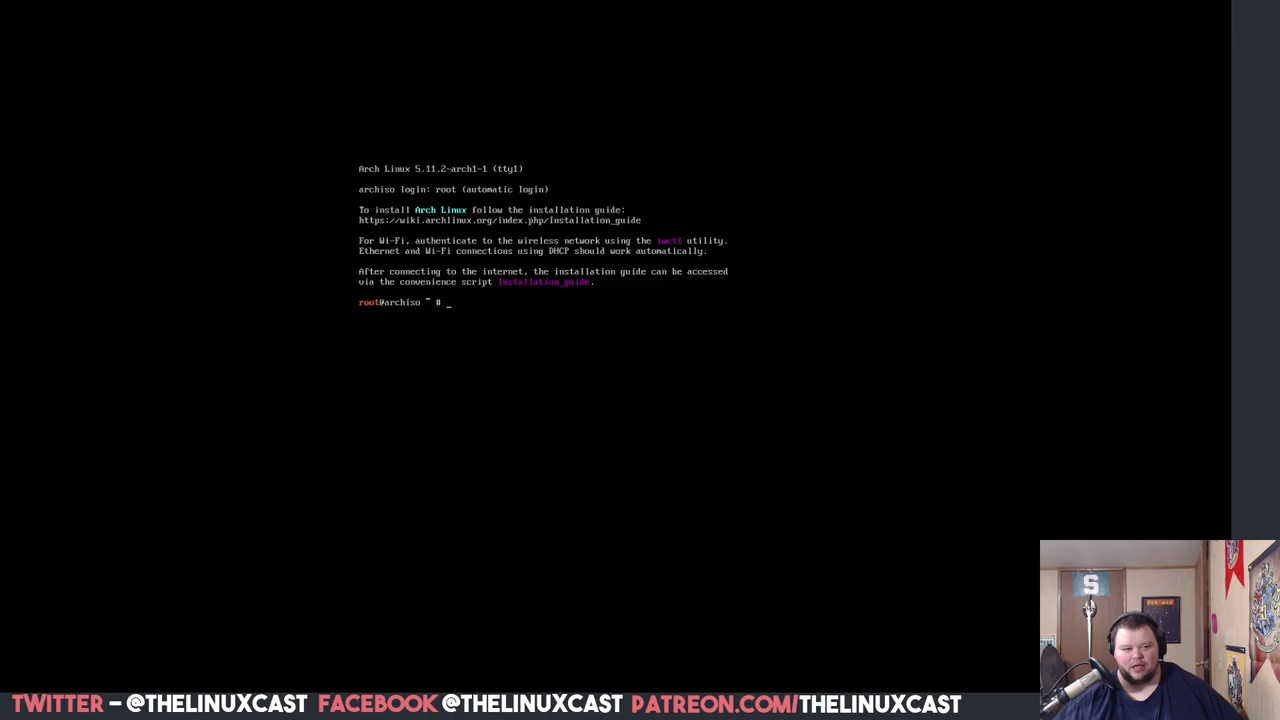 Arch Linux 5.11.2-arch1-1 (tty1)
archiso login: root (automatic login)
To install Arch Linux follow the installation guide:
https://wiki.archlinux.org/index.php/Installation_guide
For Wi-Fi, authenticate to the wireless network using the iwctl utility.
Ethernet and Wi-Fi connections using DHCP should work automatically.
After connecting to the internet, the installation guide can be accessed
via the convenience script Installation_guide.
root@archiso ~ # _
S
PAC-MAN
TWITTER – @THELINUXCAST FACEBOOK @THELINUXCAST PATREON.COM/THELINUXCAST